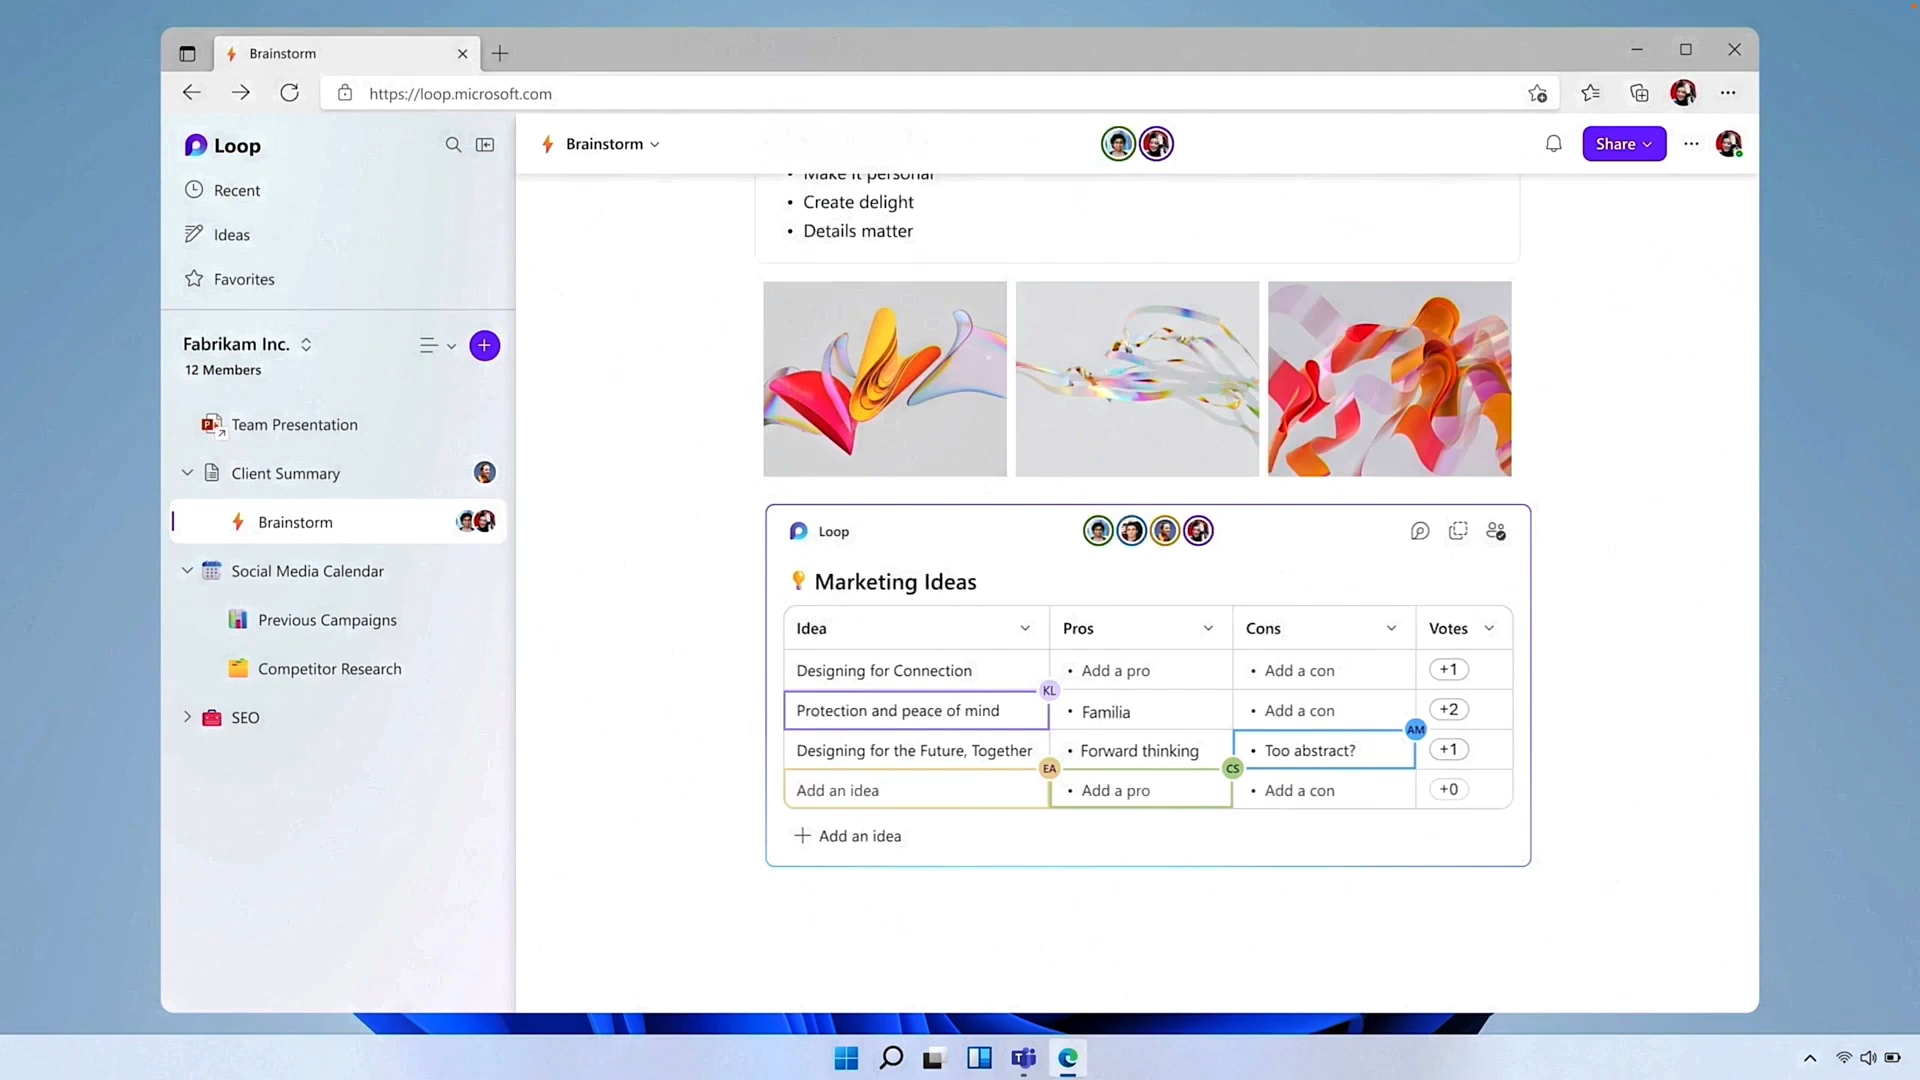 Brainstorm
https://loop.microsoft.com
Loop
Brainstorm
Share
Recent
Ideas
Favorites
Fabrikam Inc.
12 Members
Team Presentation
Client Summary
Brainstorm
Social Media Calendar
Previous Campaigns
Competitor Research
SEO
• Make it personal
• Create delight
• Details matter
Loop
Marketing Ideas
Idea Pros Cons Votes
Designing for Connection • Add a pro • Add a con +1
KL
Protection and peace of mind • Familia • Add a con +2
AM
Designing for the Future, Together • Forward thinking • Too abstract? +1
EA CS
Add an idea • Add a pro • Add a con +0
+ Add an idea